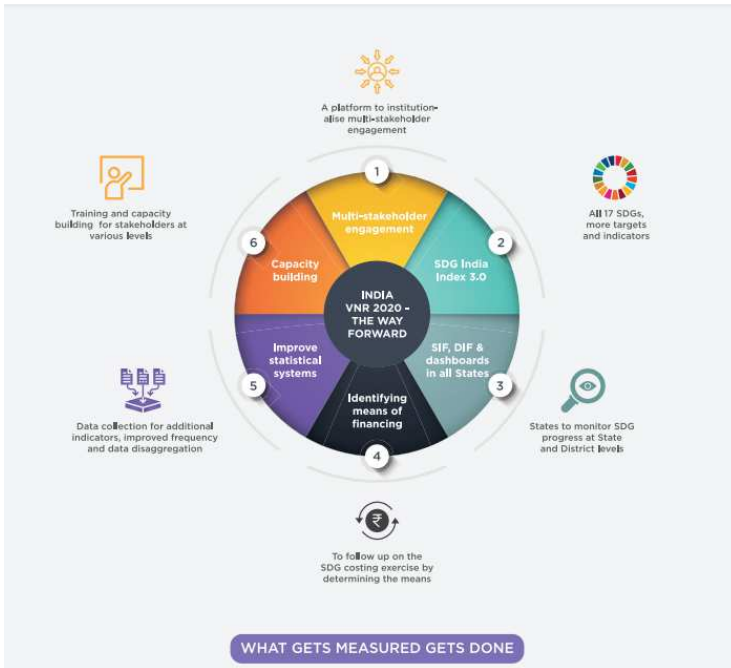 A platform to institution-
alise multi-stakeholder
engagement
1
Multi-stakeholder
engagement
All 17 SDGs,
more targets
and indicators
2
SDG India
Index 3.0
States to monitor SDG
progress at State
and District levels
3
SIF, DIF &
dashboards
in all States
To follow up on the
SDG costing exercise by
determining the means
4
Identifying
means of
financing
₹
Data collection for additional
indicators, improved frequency
and data disaggregation
5
Improve
statistical
systems
Training and capacity
building for stakeholders at
various levels
6
Capacity
building
INDIA
VNR 2020 –
THE WAY
FORWARD
WHAT GETS MEASURED GETS DONE